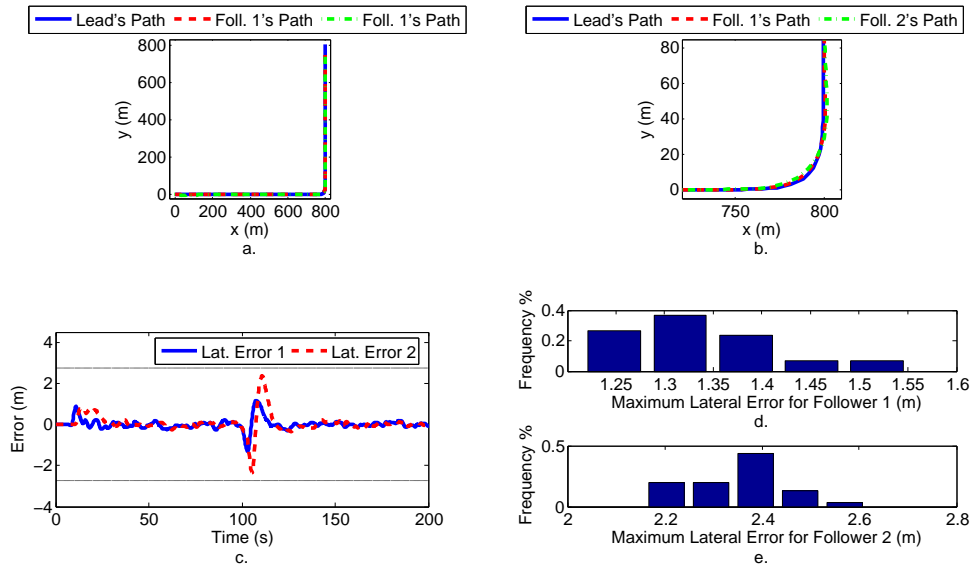 Lead's Path Foll. 1's Path Foll. 1's Path
800
600
400
200
0
y (m)
0 200 400 600 800
x (m)
a.
Lead's Path Foll. 1's Path Foll. 2's Path
80
60
40
20
0
y (m)
750 800
x (m)
b.
Lat. Error 1 Lat. Error 2
4
2
0
−2
−4
Error (m)
0 50 100 150 200
Time (s)
c.
0.4
0.2
0
Frequency %
1.25 1.3 1.35 1.4 1.45 1.5 1.55 1.6
Maximum Lateral Error for Follower 1 (m)
d.
0.5
0
Frequency %
2 2.2 2.4 2.6 2.8
Maximum Lateral Error for Follower 2 (m)
e.